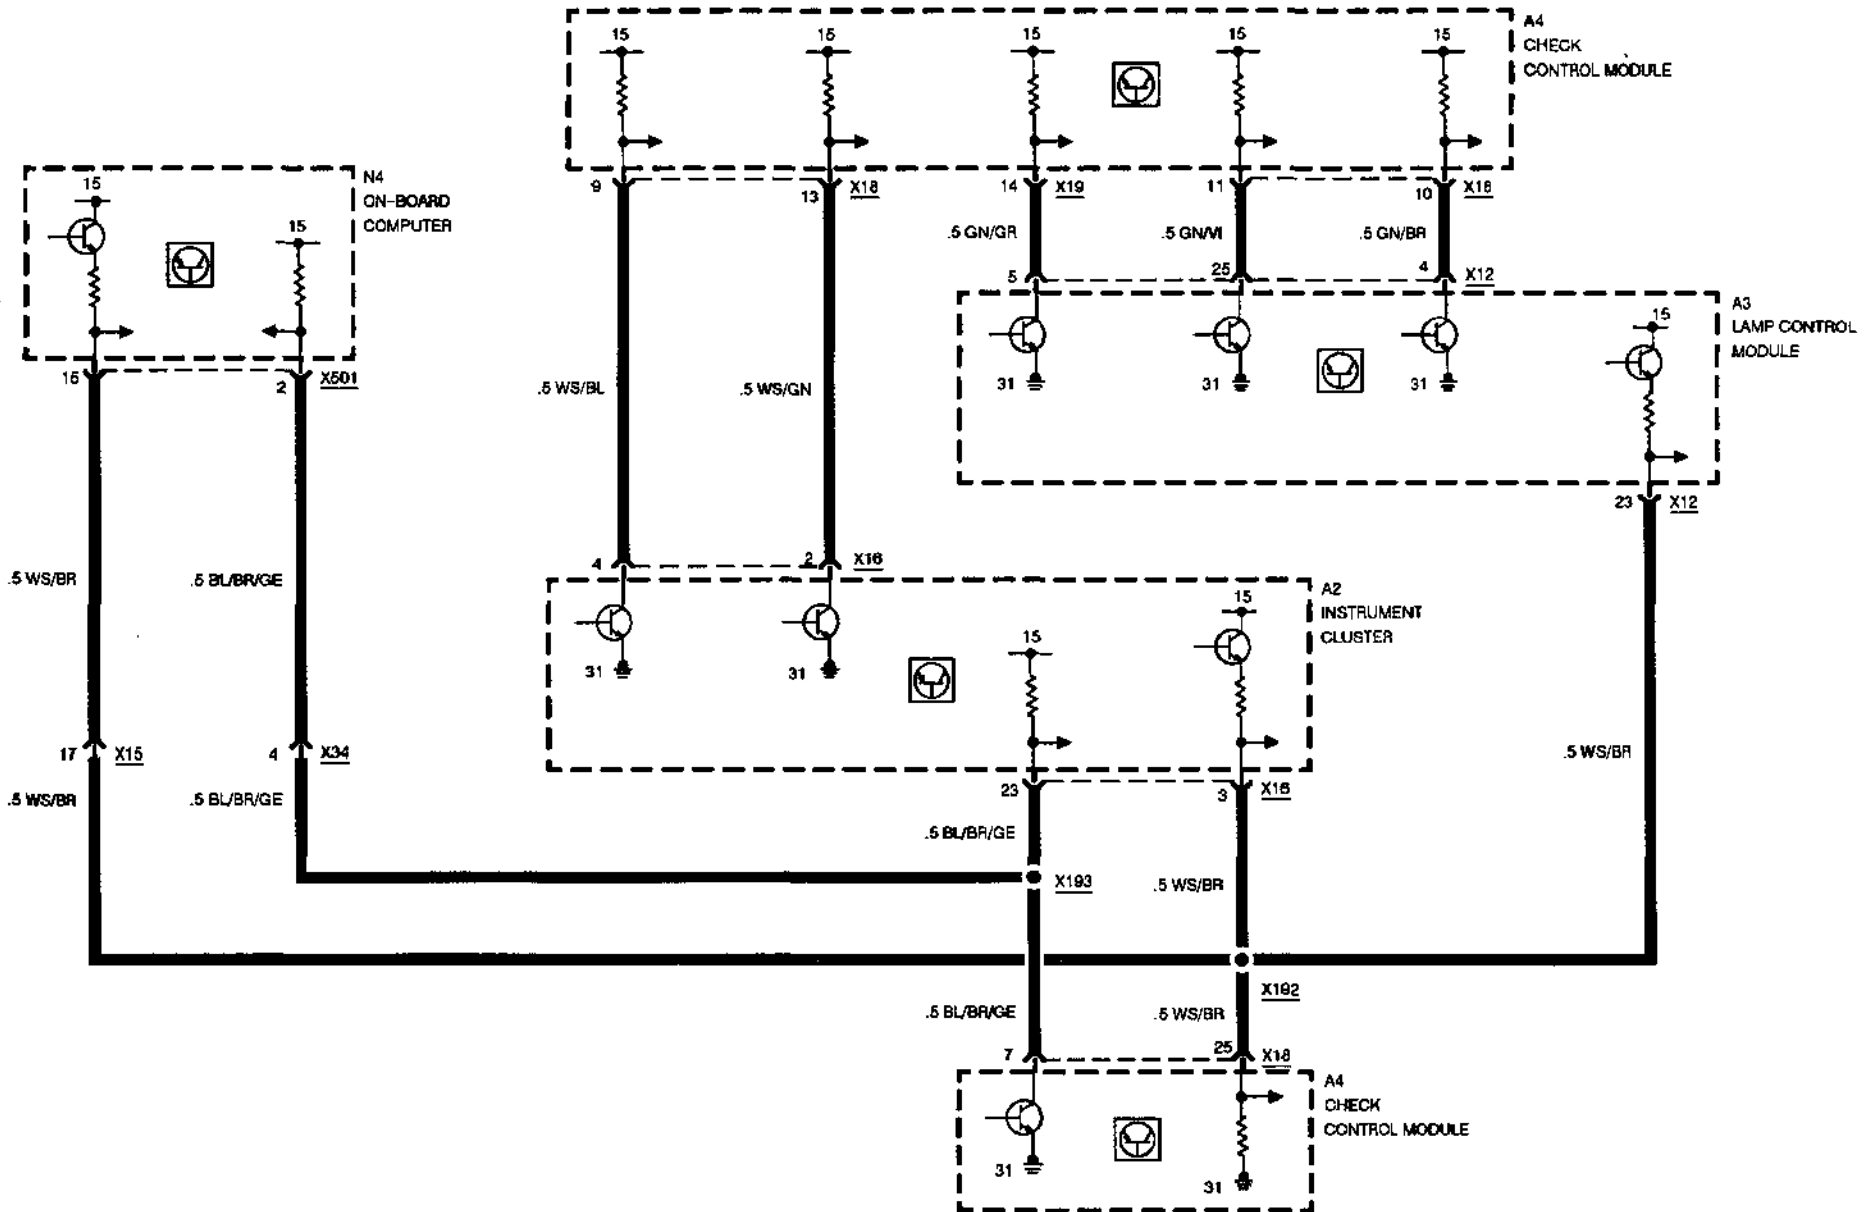 A4
15 15 15 15 15
CHECK
CONTROL MODULE
N4
15
ON-BOARD
COMPUTER
9 13 X18 14 X19 11 10 X18
15
.5 GN/GR .5 GN/VI .5 GN/BR
5 25 4 X12
A3
15 LAMP CONTROL
MODULE
31 31 31
2 X501
.5 WS/BL .5 WS/GN
23 X12
4 2 X16
.5 WS/BR .5 BL/BR/GE
A2
15 INSTRUMENT
15 CLUSTER
31 31
17 X15 4 X34 .5 WS/BR
23 3 X16
.5 WS/BR .5 BL/BR/GE
.5 BL/BR/GE
X193 .5 WS/BR
X192
.5 BL/BR/GE .5 WS/BR
7 25 X18
A4
CHECK
CONTROL MODULE
31
31